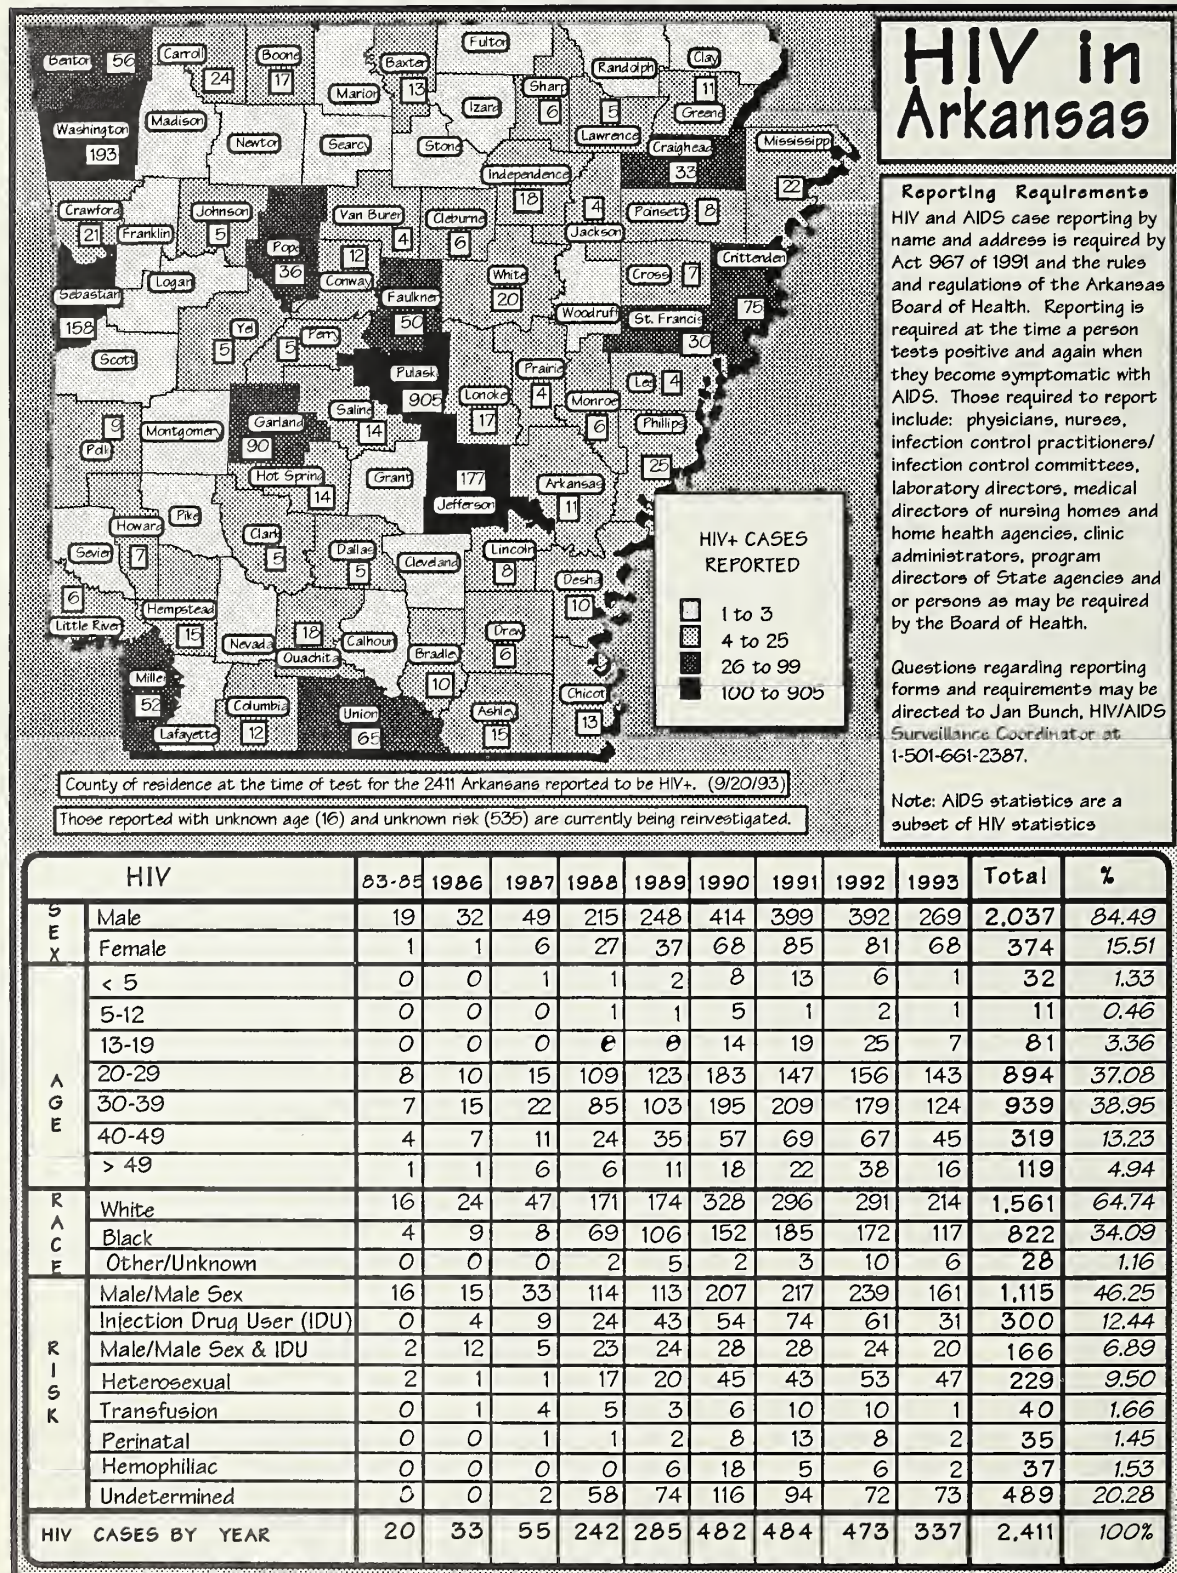 HIV in
Arkansas
Reporting Requirements
HIV and AIDS case reporting by
name and address is required by
Act 967 of 1991 and the rules
and regulations of the Arkansas
Board of Health. Reporting is
required at the time a person
tests positive and again when
they become symptomatic with
AIDS. Those required to report
include: physicians, nurses,
infection control practitioners/
infection control committees,
laboratory directors, medical
directors of nursing homes and
home health agencies, clinic
administrators, program
directors of State agencies and
or persons as may be required
by the Board of Health.
Questions regarding reporting
forms and requirements may be
directed to Jan Bunch, HIV/AIDS
Surveillance Coordinator at
1-501-661-2387.
Note: AIDS statistics are a
subset of HIV statistics
Benton 56
Carroll 24
Boone 17
Marion
Baxter 13
Fulton
Izard
Sharp 6
Randolph
Lawrence 5
Clay
Greene 11
Washington 193
Madison
Newton
Searcy
Stone
Independence 18
Craighead 33
Mississippi 22
Crawford 21
Franklin
Johnson 5
Pope 36
Van Buren 4
Cleburne 6
Jackson 4
Poinsett 8
Sebastian 158
Logan
Conway 12
Faulkner 50
White 20
Woodruff
Cross 7
Crittenden 75
St. Francis 30
Scott
Yell 5
Perry 5
Pulaski 905
Lonoke 17
Prairie 4
Monroe 6
Lee 4
Phillips 25
Polk 9
Montgomery
Garland 90
Saline 14
Hot Spring 14
Grant
Jefferson 177
Arkansas 11
Sevier
Howard 7
Pike
Clark 5
Dallas 5
Cleveland
Lincoln 8
Desha 10
Little River 6
Hempstead 15
Nevada
Ouachita 18
Calhoun
Bradley 10
Drew 6
Miller 52
Lafayette
Columbia 12
Union 65
Ashley 15
Chicot 13
HIV+ CASES
REPORTED
1 to 3
4 to 25
26 to 99
100 to 905
County of residence at the time of test for the 2411 Arkansans reported to be HIV+. (9/20/93)
Those reported with unknown age (16) and unknown risk (535) are currently being reinvestigated.
HIV 83-85 1986 1987 1988 1989 1990 1991 1992 1993 Total %
SEX
Male 19 32 49 215 248 414 399 392 269 2,037 84.49
Female 1 1 6 27 37 68 85 81 68 374 15.51
AGE
< 5 0 0 1 1 2 8 13 6 1 32 1.33
5-12 0 0 0 1 1 5 1 2 1 11 0.46
13-19 0 0 0 14 19 25 7 81 3.36
20-29 8 10 15 109 123 183 147 156 143 894 37.08
30-39 7 15 22 85 103 195 209 179 124 939 38.95
40-49 4 7 11 24 35 57 69 67 45 319 13.23
> 49 1 1 6 6 11 18 22 38 16 119 4.94
RACE
White 16 24 47 171 174 328 296 291 214 1,561 64.74
Black 4 9 8 69 106 152 185 172 117 822 34.09
Other/Unknown 0 0 0 2 5 2 3 10 6 28 1.16
RISK
Male/Male Sex 16 15 33 114 113 207 217 239 161 1,115 46.25
Injection Drug User (IDU) 0 4 9 24 43 54 74 61 31 300 12.44
Male/Male Sex & IDU 2 12 5 23 24 28 28 24 20 166 6.89
Heterosexual 2 1 1 17 20 45 43 53 47 229 9.50
Transfusion 0 1 4 5 3 6 10 10 1 40 1.66
Perinatal 0 0 1 1 2 8 13 8 2 35 1.45
Hemophiliac 0 0 0 0 6 18 5 6 2 37 1.53
Undetermined 0 0 2 58 74 116 94 72 73 489 20.28
HIV CASES BY YEAR 20 33 55 242 285 482 484 473 337 2,411 100%